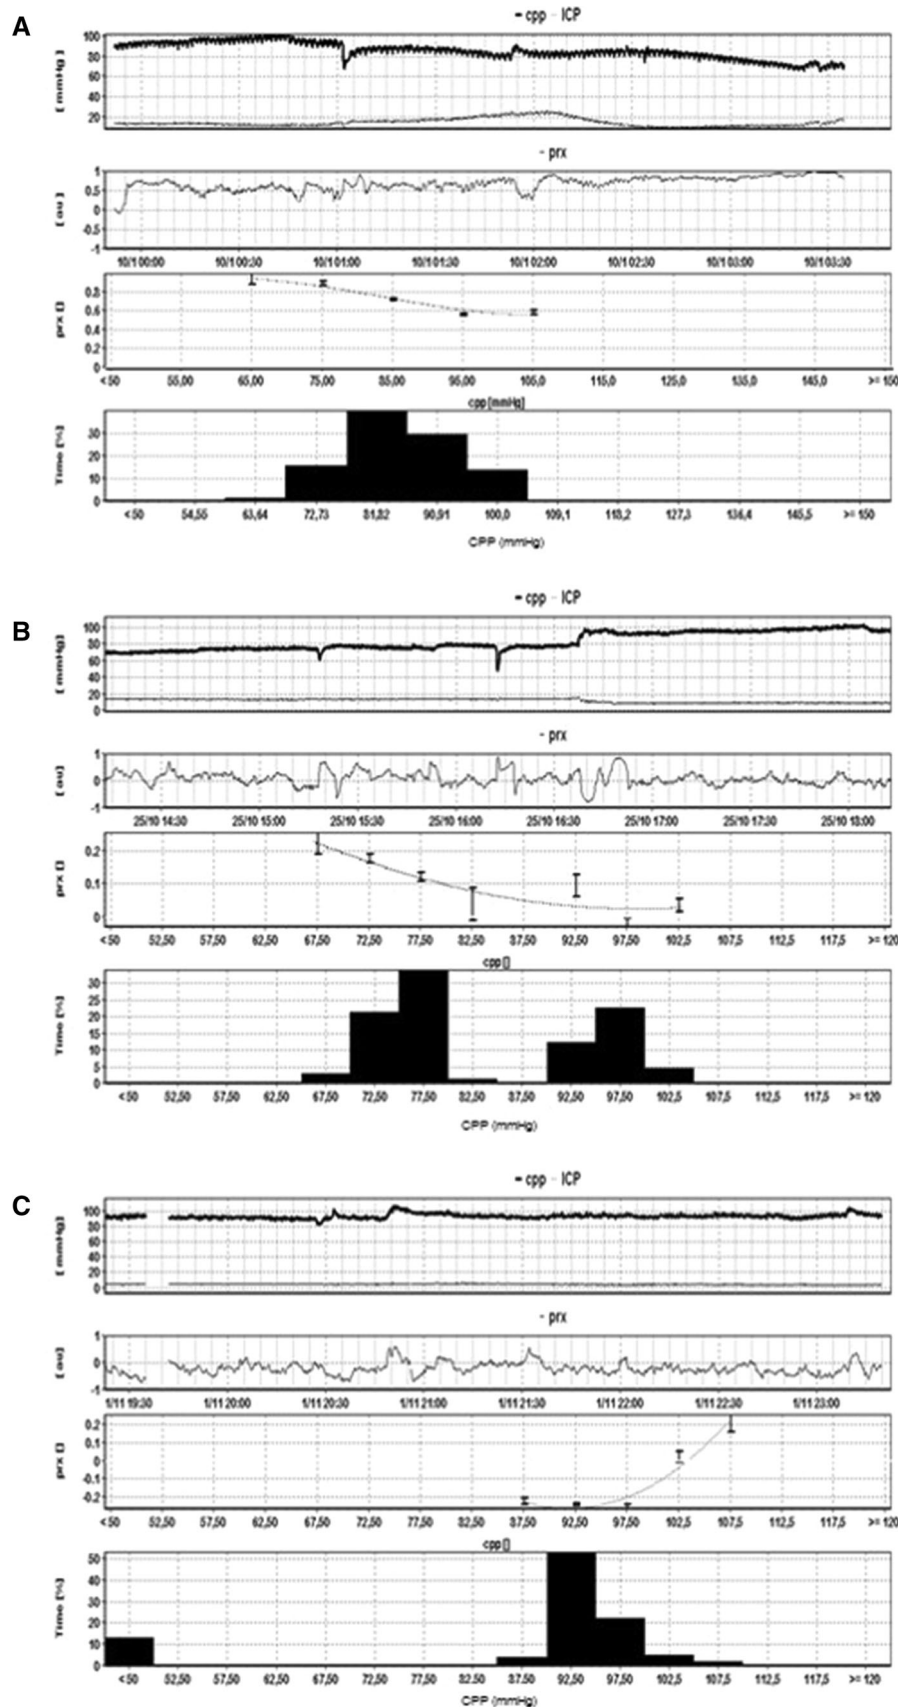 A
cpp ICP
[ mmHg]
100
80
60
40
20
- prx
[ au ]
1
0.5
0
-0.5
-1
10/1 00:00 10/1 00:30 10/1 01:00 10/1 01:30 10/1 02:00 10/1 02:30 10/1 03:00 10/1 03:30
prx []
0.8
0.6
0.4
0.2
0
<50 55,00 65,00 75,00 85,00 95,00 105,0 115,0 125,0 135,0 145,0 >= 150
cpp[mmHg]
Time [%]
30
20
10
0
<50 54,55 63,64 72,73 81,82 90,91 100,0 109,1 118,2 127,3 136,4 145,5 >= 150
CPP (mmHg)
B
cpp ICP
[ mmHg]
100
80
60
40
20
0
- prx
[ au ]
1
0
-1
25/10 14:30 25/10 15:00 25/10 15:30 25/10 16:00 25/10 16:30 25/10 17:00 25/10 17:30 25/10 18:00
prx []
0.2
0.1
0
<50 52,50 57,50 62,50 67,50 72,50 77,50 82,50 87,50 92,50 97,50 102,5 107,5 112,5 117,5 >= 120
cpp[]
Time [%]
30
25
20
15
10
5
0
<50 52,50 57,50 62,50 67,50 72,50 77,50 82,50 87,50 92,50 97,50 102,5 107,5 112,5 117,5 >= 120
CPP (mmHg)
C
cpp ICP
[ mmHg]
100
80
60
40
20
0
- prx
[ au ]
1
0
-1
1/11 19:30 1/11 20:00 1/11 20:30 1/11 21:00 1/11 21:30 1/11 22:00 1/11 22:30 1/11 23:00
prx []
0.2
0.1
0
-0.1
-0.2
<50 52,50 57,50 62,50 67,50 72,50 77,50 82,50 87,50 92,50 97,50 102,5 107,5 112,5 117,5 >= 120
cpp[]
Time [%]
50
40
30
20
10
0
<50 52,50 57,50 62,50 67,50 72,50 77,50 82,50 87,50 92,50 97,50 102,5 107,5 112,5 117,5 >= 120
CPP (mmHg)